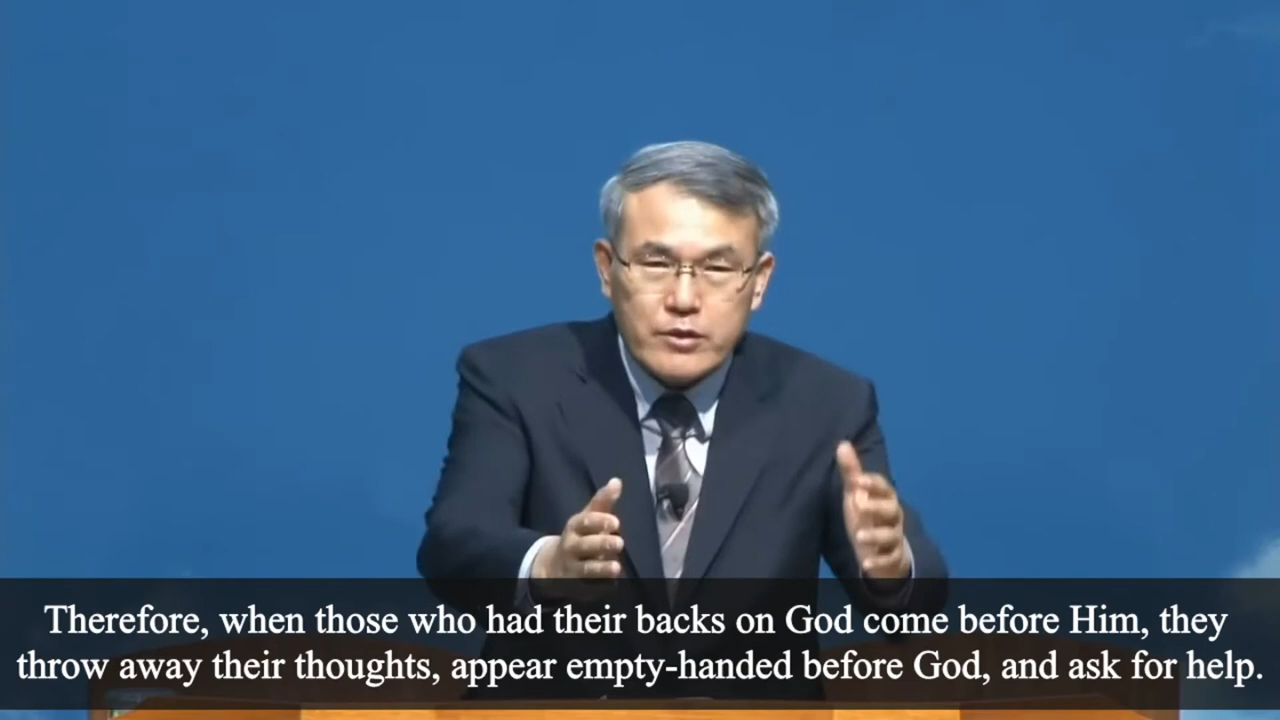 Therefore, when those who had their backs on God come before Him, they
throw away their thoughts, appear empty-handed before God, and ask for help.